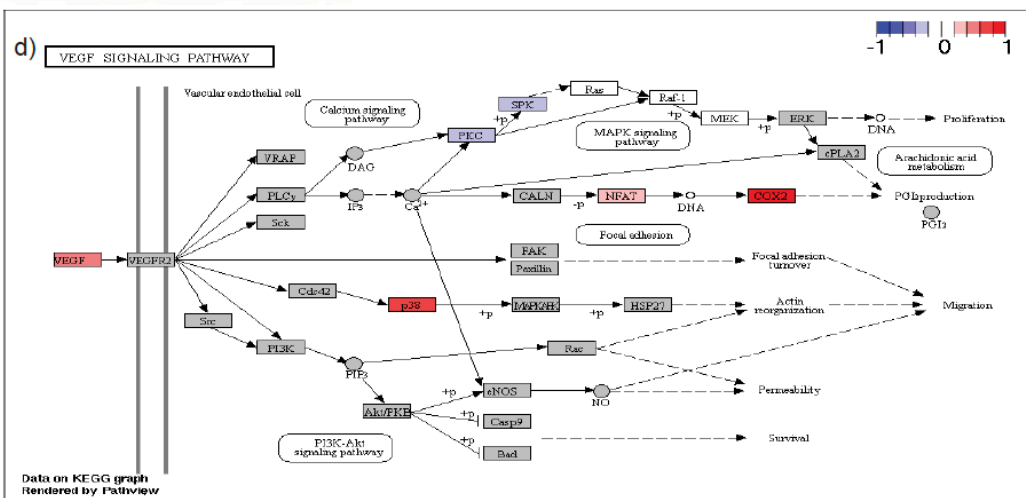 d)
VEGF SIGNALING PATHWAY
-1 0 1
Vascular endothelial cell
Calcium signaling
pathway
SPK
Ras
Raf-1
+p
+p
MEK
+p
ERK
DNA
Proliferation
PKC
MAPK signaling
pathway
cPLA2
Arachidonic acid
metabolism
VRAP
DAG
PLCγ
IP3
Ca2+
CALN
-p
NFAT
DNA
COX2
PGI2production
PGI2
Sck
Focal adhesion
VEGF
VEGFR2
FAK
Paxillin
Focal adhesion
turnover
Cdc42
p38
+p
MAPKAPK
+p
HSP27
Actin
reorganization
Migration
Src
PI3K
PIP3
Rac
Akt/PKB
+p
eNOS
NO
Permeability
+p
Casp9
+p
Bad
Survival
PI3K-Akt
signaling pathway
Data on KEGG graph
Rendered by Pathview